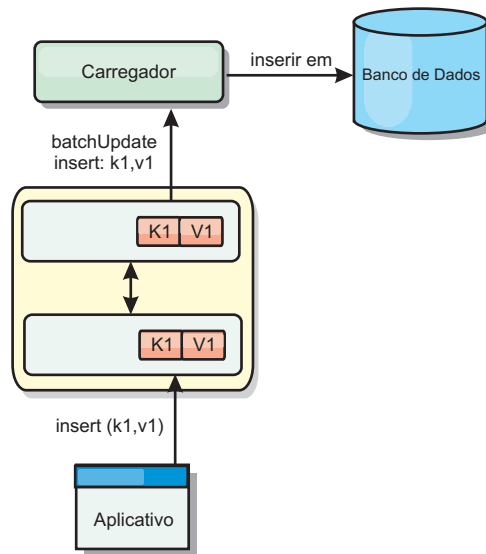 Carregador
inserir em
Banco de Dados
batchUpdate
insert: k1,v1
K1 V1
K1 V1
insert (k1,v1)
Aplicativo